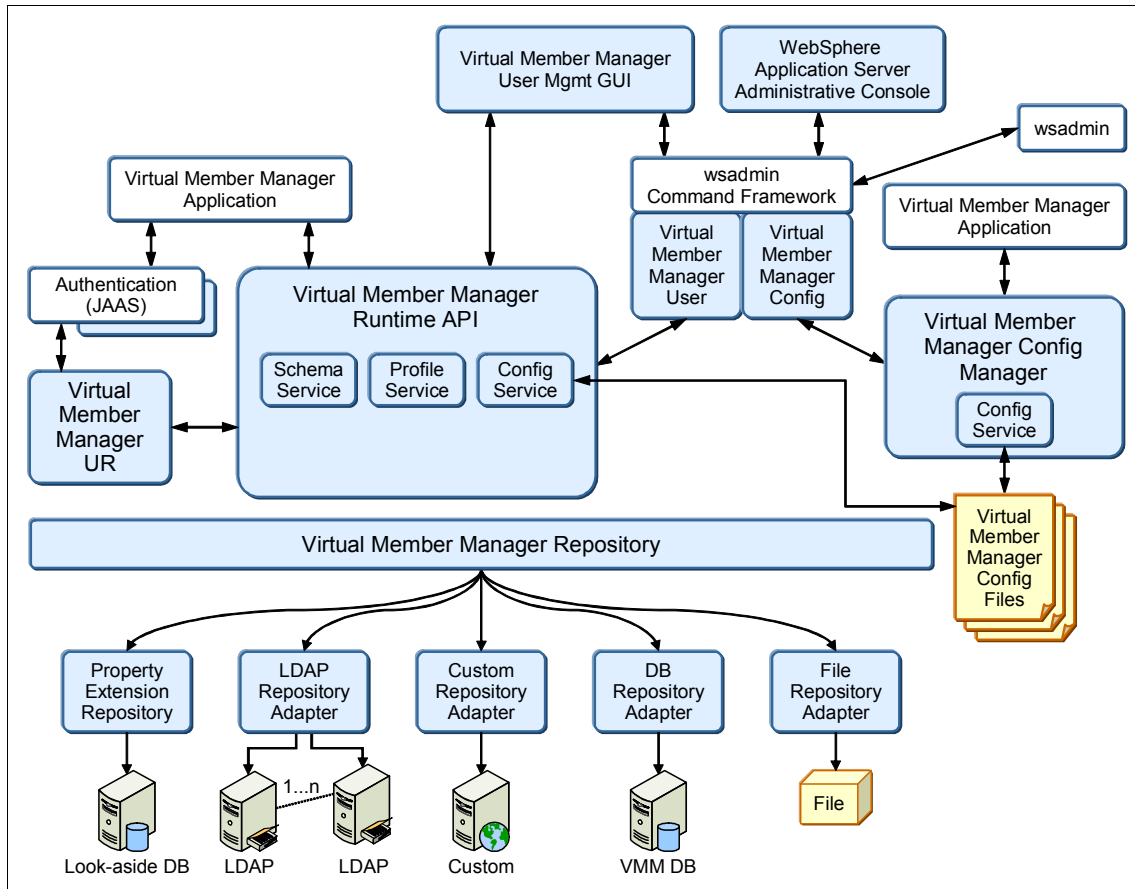 Virtual Member Manager
User Mgmt GUI
WebSphere
Application Server
Administrative Console
wsadmin
wsadmin
Command Framework
Virtual Member Manager
Application
Virtual Member Manager
Application
Virtual
Member
Manager
User
Virtual
Member
Manager
Config
Authentication
(JAAS)
Virtual Member Manager
Runtime API
Schema
Service
Profile
Service
Config
Service
Virtual
Member
Manager
UR
Virtual Member
Manager Config
Manager
Config
Service
Virtual
Member
Manager
Config
Files
Virtual Member Manager Repository
Property
Extension
Repository
LDAP
Repository
Adapter
Custom
Repository
Adapter
DB
Repository
Adapter
File
Repository
Adapter
1...n
File
Look-aside DB
LDAP
LDAP
Custom
VMM DB